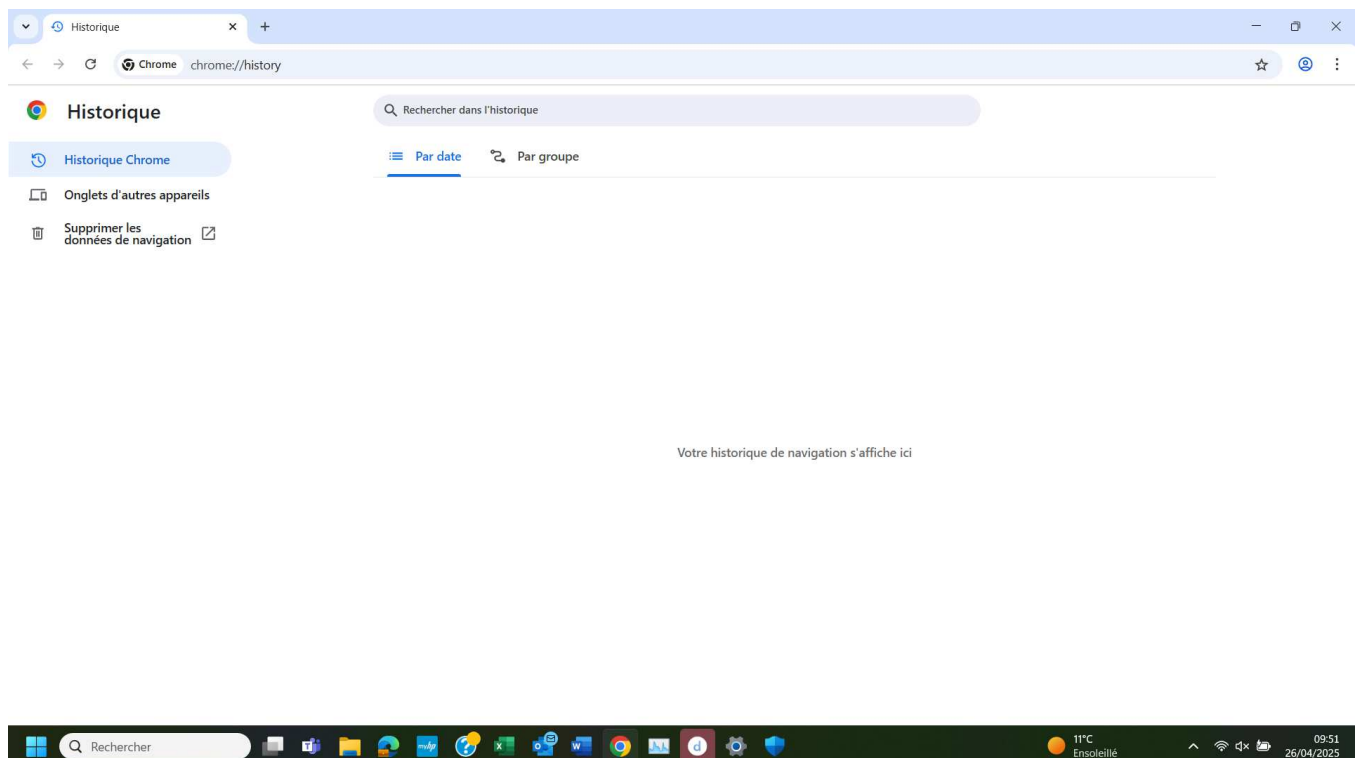 Historique
Chrome
chrome://history
Historique
Rechercher dans l'historique
Historique Chrome
Par date
Par groupe
Onglets d'autres appareils
Supprimer les
données de navigation
Votre historique de navigation s'affiche ici
Rechercher
11°C
Ensoleillé
09:51
26/04/2025